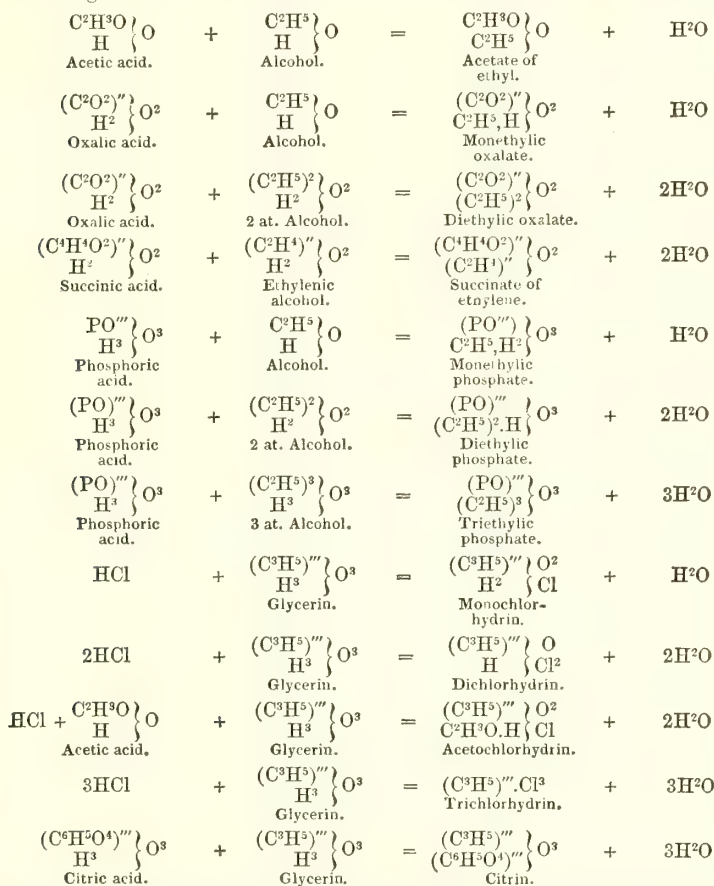 C²H³O } O + C²H⁵ } O = C²H³O } O + H²O
H H C²H⁵
Acetic acid. Alcohol. Acetate of
ethyl.
(C²O²)″ } O² + C²H⁵ } O = (C²O²)″ } O² + H²O
H² H C²H⁵,H
Oxalic acid. Alcohol. Monethylic
oxalate.
(C²O²)″ } O² + (C²H⁵)² } O² = (C²O²)″ } O² + 2H²O
H² H² (C²H⁵)²
Oxalic acid. 2 at. Alcohol. Diethylic oxalate.
(C⁴H⁴O²)″ } O² + (C²H⁴)″ } O² = (C⁴H⁴O²)″ } O² + 2H²O
H² H² (C²H⁴)″
Succinic acid. Ethylenic Succinate of
alcohol. etnylene.
PO‴ } O³ + C²H⁵ } O = (PO‴) } O³ + H²O
H³ H C²H⁵,H²
Phosphoric Alcohol. Monethylic
acid. phosphate.
(PO)‴ } O³ + (C²H⁵)² } O² = (PO)‴ } O³ + 2H²O
H³ H² (C²H⁵)².H
Phosphoric 2 at. Alcohol. Diethylic
acid. phosphate.
(PO)‴ } O³ + (C²H⁵)³ } O³ = (PO)‴ } O³ + 3H²O
H³ H³ (C²H⁵)³
Phosphoric 3 at. Alcohol. Triethylic
acid. phosphate.
HCl + (C³H⁵)‴ } O³ = (C³H⁵)‴ } O² + H²O
H³ H² } Cl
Glycerin. Monochlor-
hydrin.
2HCl + (C³H⁵)‴ } O³ = (C³H⁵)‴ } O + 2H²O
H³ H } Cl²
Glycerin. Dichlorhydrin.
HCl + C²H³O } O + (C³H⁵)‴ } O³ = (C³H⁵)‴ } O² + 2H²O
H H³ C²H³O.H } Cl
Acetic acid. Glycerin. Acetochlorhydrin.
3HCl + (C³H⁵)‴ } O³ = (C³H⁵)‴.Cl³ + 3H²O
H³ Trichlorhydrin.
Glycerin.
(C⁶H⁵O⁴)‴ } O³ + (C³H⁵)‴ } O³ = (C³H⁵)‴ } O³ + 3H²O
H³ H³ (C⁶H⁵O⁴)‴
Citric acid. Glycerin. Citrin.